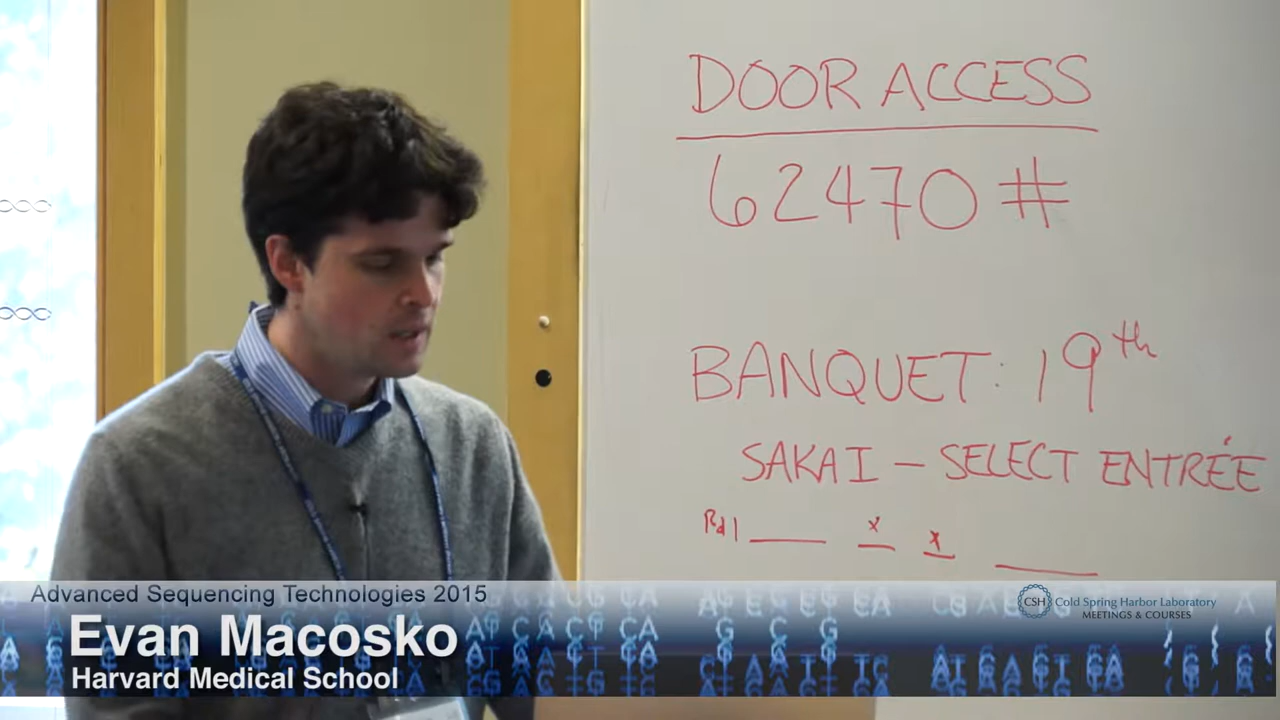 DOOR ACCESS
62470 #
BANQUET: 19th
SAKAI – SELECT ENTRÉE
Advanced Sequencing Technologies 2015
Evan Macosko
Harvard Medical School
CSH Cold Spring Harbor Laboratory
MEETINGS & COURSES